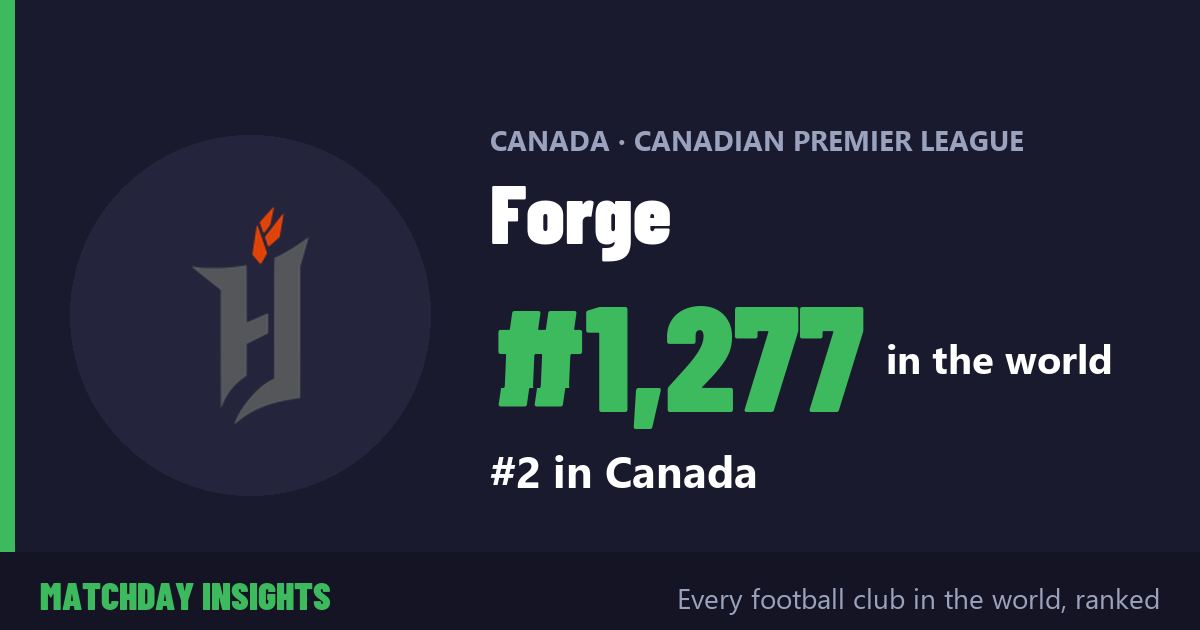 CANADA · CANADIAN PREMIER LEAGUE
Forge
#1,277 in the world
#2 in Canada
MATCHDAY INSIGHTS
Every football club in the world, ranked